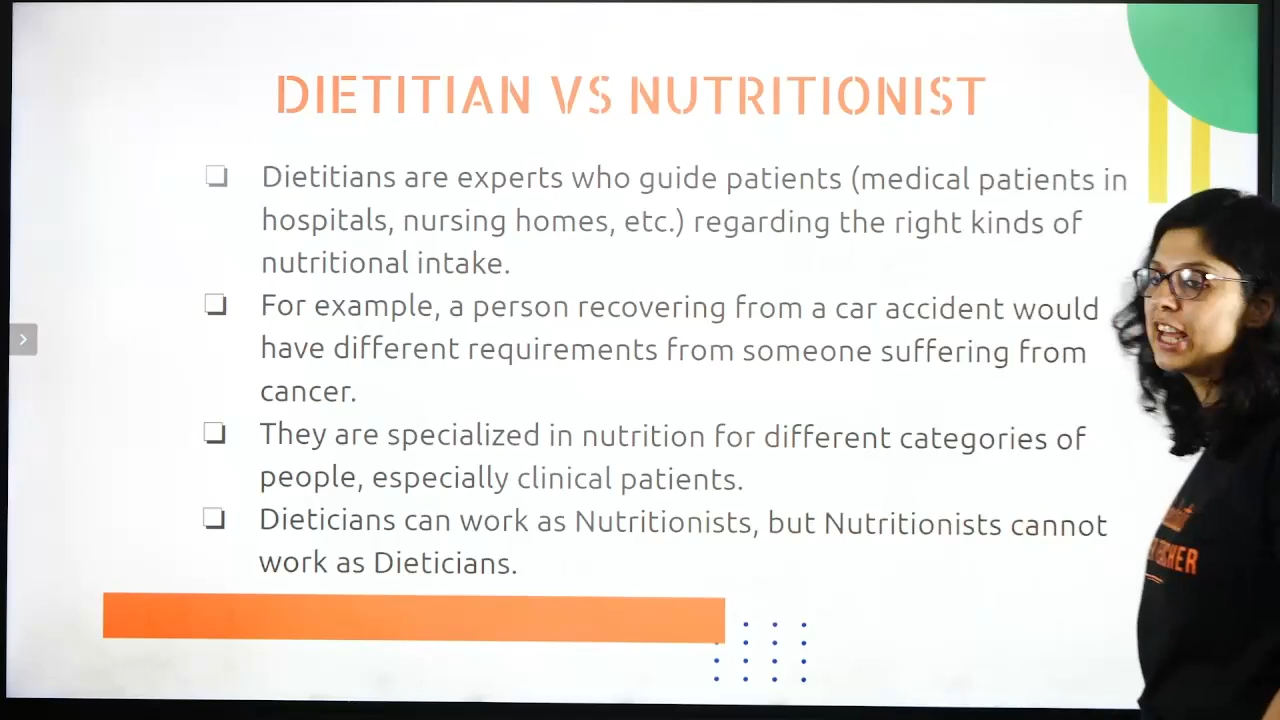 DIETITIAN VS NUTRITIONIST
❏ Dietitians are experts who guide patients (medical patients in
hospitals, nursing homes, etc.) regarding the right kinds of
nutritional intake.
❏ For example, a person recovering from a car accident would
have different requirements from someone suffering from
cancer.
❏ They are specialized in nutrition for different categories of
people, especially clinical patients.
❏ Dieticians can work as Nutritionists, but Nutritionists cannot
work as Dieticians.